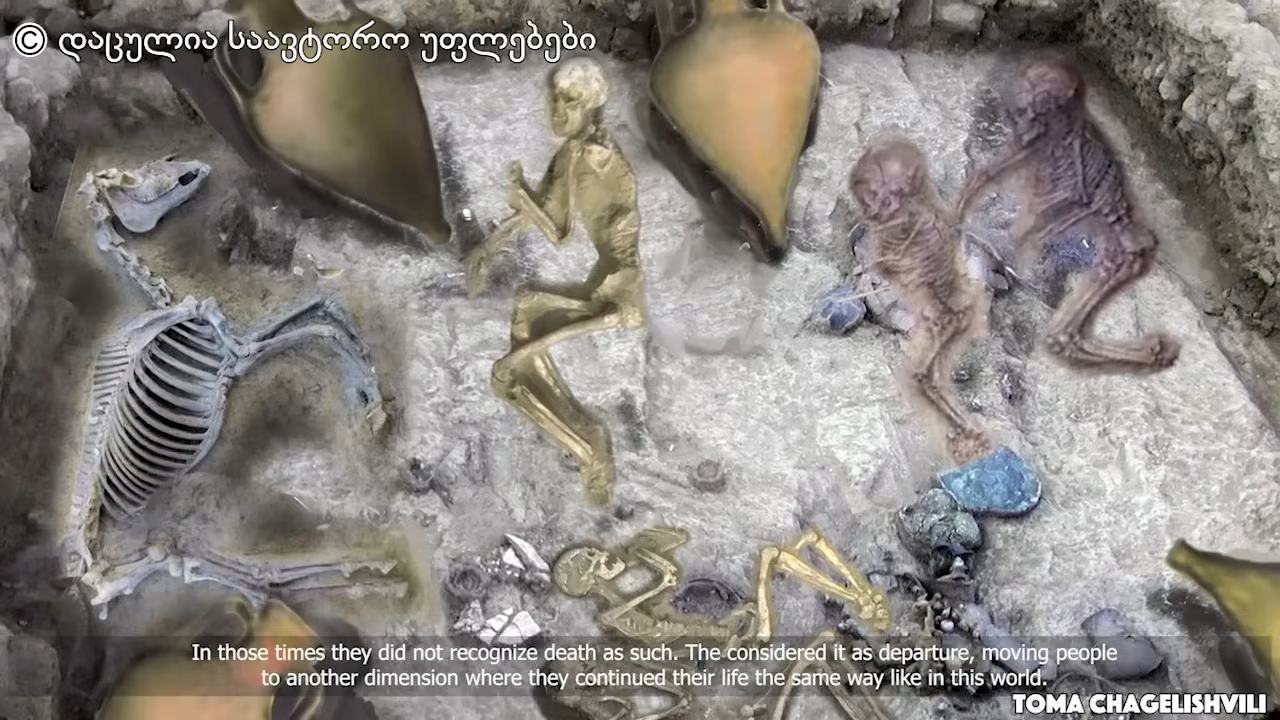 © დაცულია საავტორო უფლებები
In those times they did not recognize death as such. The considered it as departure, moving people
to another dimension where they continued their life the same way like in this world.
TOMA CHAGELISHVILI